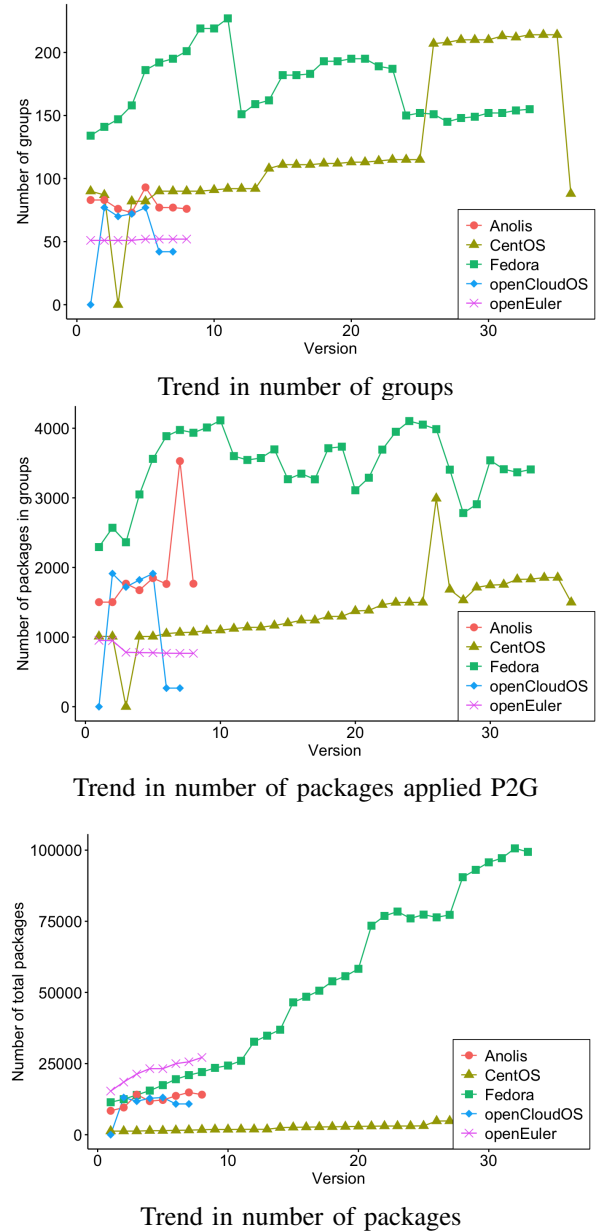 200
150
100
50
0
Number of groups
0 10 20 30
Version
Anolis
CentOS
Fedora
openCloudOS
openEuler
Trend in number of groups
4000
3000
2000
1000
0
Number of packages in groups
0 10 20 30
Version
Anolis
CentOS
Fedora
openCloudOS
openEuler
Trend in number of packages applied P2G
100000
75000
50000
25000
0
Number of total packages
0 10 20 30
Version
Anolis
CentOS
Fedora
openCloudOS
openEuler
Trend in number of packages